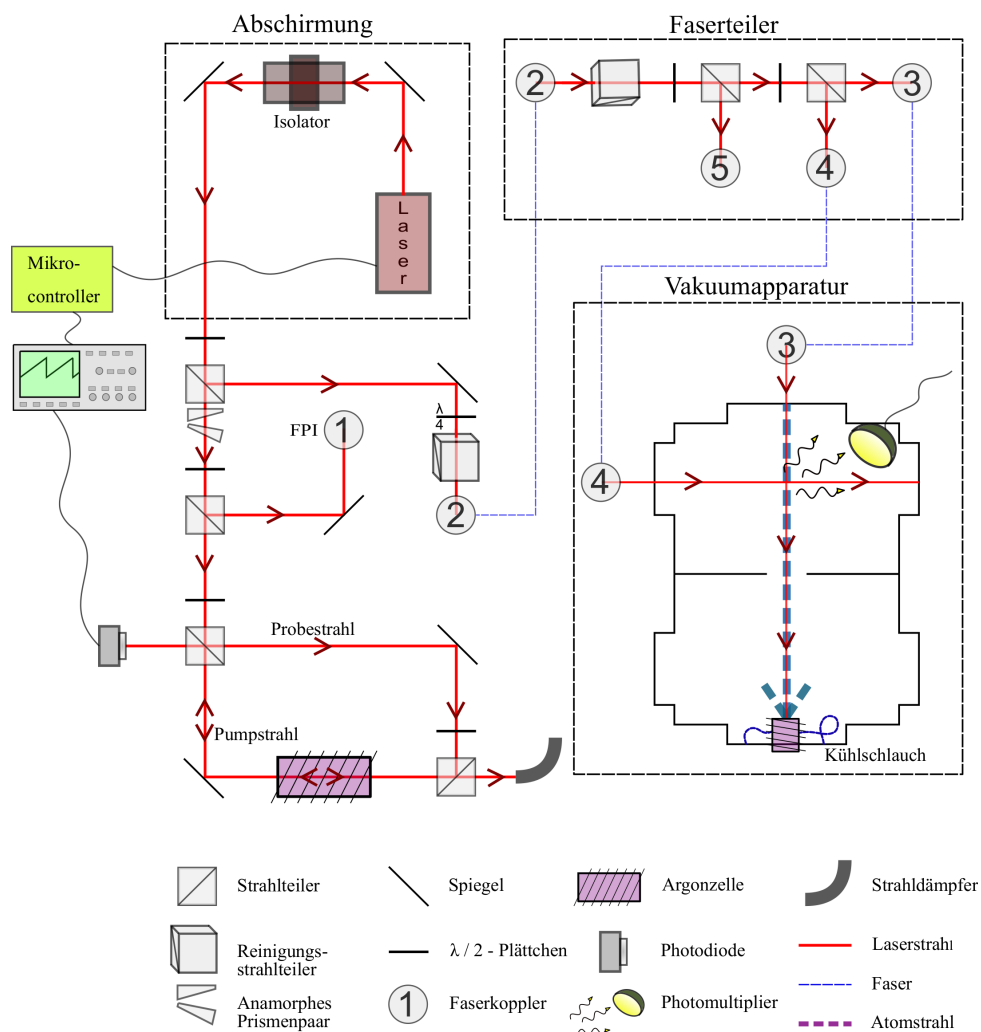 Abschirmung
Faserteiler
Isolator
Laser
2
3
5
4
Mikro-
controller
Vakuumapparatur
3
λ
4
FPI
1
2
4
Probestrahl
Pumpstrahl
Kühlschlauch
Strahlteiler
Spiegel
Argonzelle
Strahldämpfer
Reinigungs-
strahlteiler
λ / 2 - Plättchen
Photodiode
Laserstrahl
Faser
Anamorphes
Prismenpaar
1
Faserkoppler
Photomultiplier
Atomstrahl